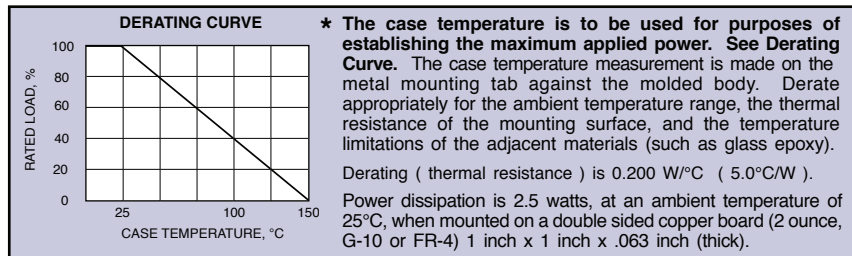 DERATING CURVE
100
80
60
40
20
0
RATED LOAD, %
25
100
150
CASE TEMPERATURE, °C
* The case temperature is to be used for purposes of
establishing the maximum applied power. See Derating
Curve. The case temperature measurement is made on the
metal mounting tab against the molded body. Derate
appropriately for the ambient temperature range, the thermal
resistance of the mounting surface, and the temperature
limitations of the adjacent materials (such as glass epoxy).
Derating ( thermal resistance ) is 0.200 W/°C ( 5.0°C/W ).
Power dissipation is 2.5 watts, at an ambient temperature of
25°C, when mounted on a double sided copper board (2 ounce,
G-10 or FR-4) 1 inch x 1 inch x .063 inch (thick).